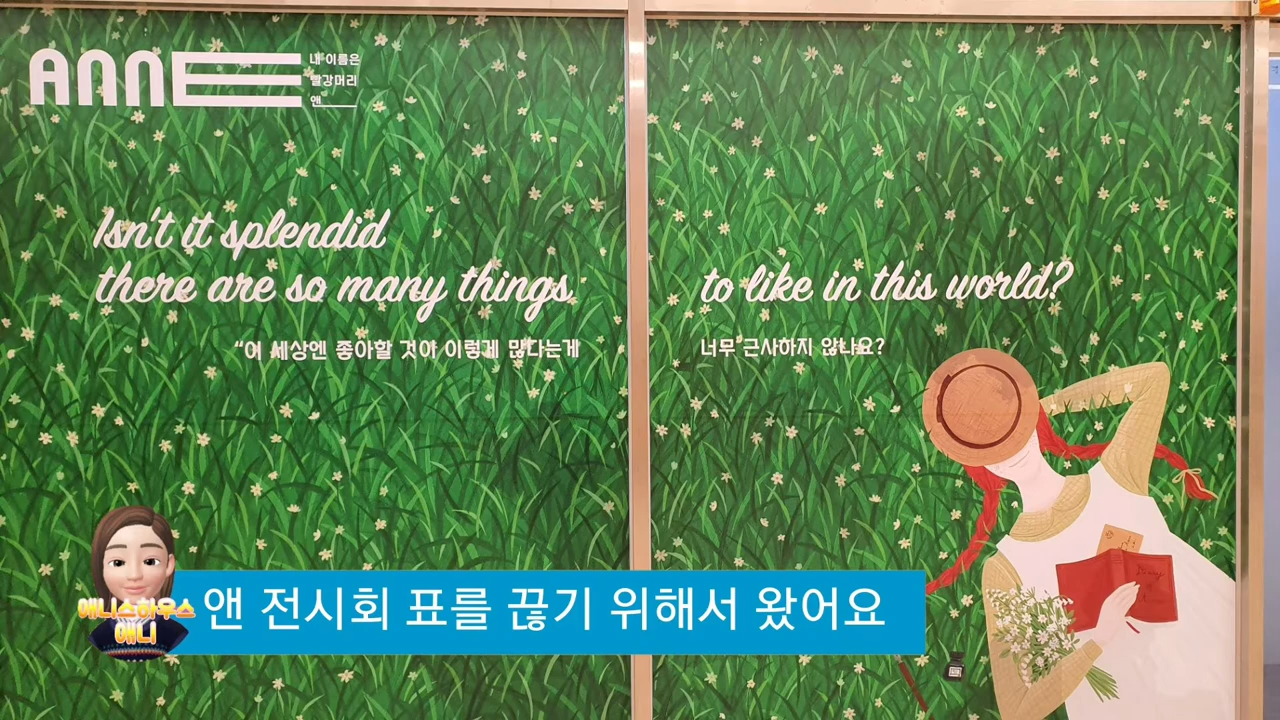 ANNE
내 이름은
빨강머리
앤
Isn't it splendid
there are so many things
to like in this world?
“이 세상엔 좋아할 것이 이렇게 많다는게
너무 근사하지 않나요?
애니스하우스
애니
앤 전시회 표를 끊기 위해서 왔어요